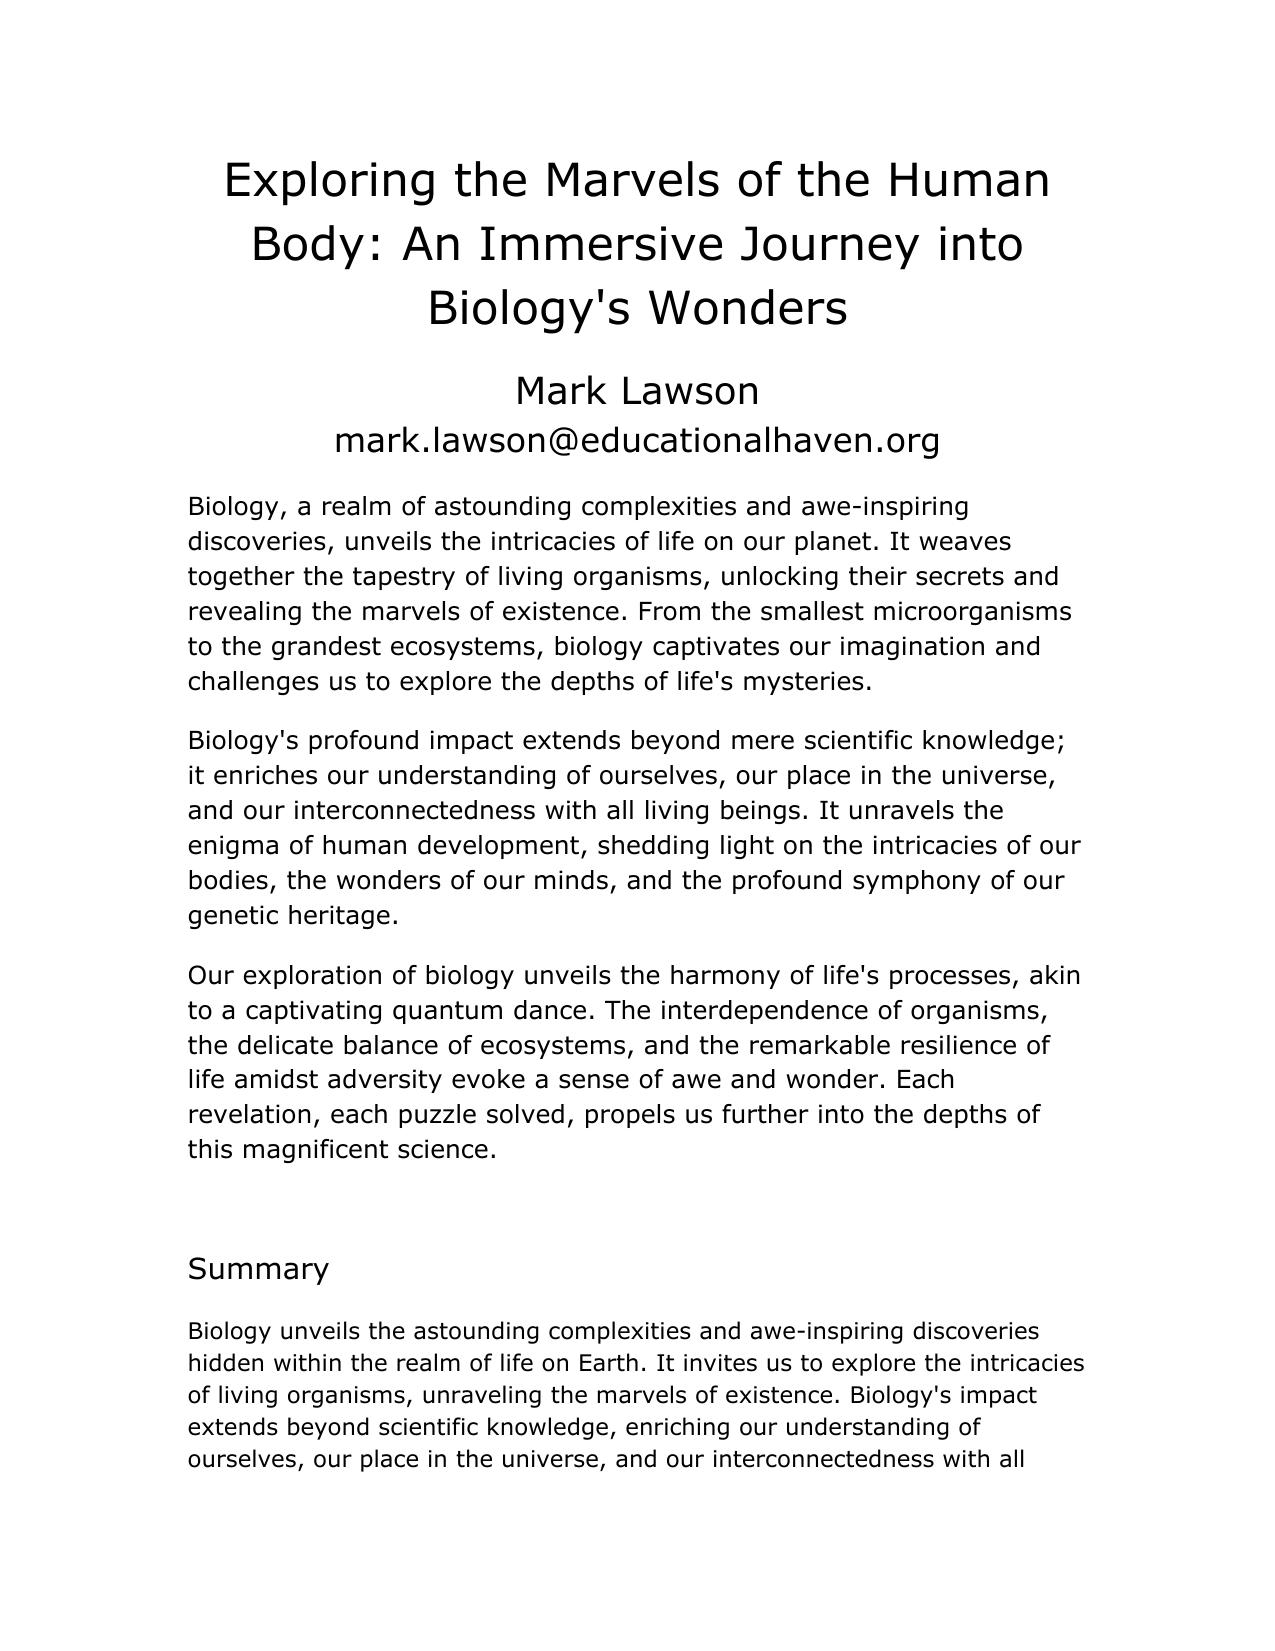 Exploring the Marvels of the Human
Body: An Immersive Journey into
Biology's Wonders
Mark Lawson
mark.lawson@educationalhaven.org
Biology, a realm of astounding complexities and awe-inspiring
discoveries, unveils the intricacies of life on our planet. It weaves
together the tapestry of living organisms, unlocking their secrets and
revealing the marvels of existence. From the smallest microorganisms
to the grandest ecosystems, biology captivates our imagination and
challenges us to explore the depths of life's mysteries.
Biology's profound impact extends beyond mere scientific knowledge;
it enriches our understanding of ourselves, our place in the universe,
and our interconnectedness with all living beings. It unravels the
enigma of human development, shedding light on the intricacies of our
bodies, the wonders of our minds, and the profound symphony of our
genetic heritage.
Our exploration of biology unveils the harmony of life's processes, akin
to a captivating quantum dance. The interdependence of organisms,
the delicate balance of ecosystems, and the remarkable resilience of
life amidst adversity evoke a sense of awe and wonder. Each
revelation, each puzzle solved, propels us further into the depths of
this magnificent science.
Summary
Biology unveils the astounding complexities and awe-inspiring discoveries
hidden within the realm of life on Earth. It invites us to explore the intricacies
of living organisms, unraveling the marvels of existence. Biology's impact
extends beyond scientific knowledge, enriching our understanding of
ourselves, our place in the universe, and our interconnectedness with all